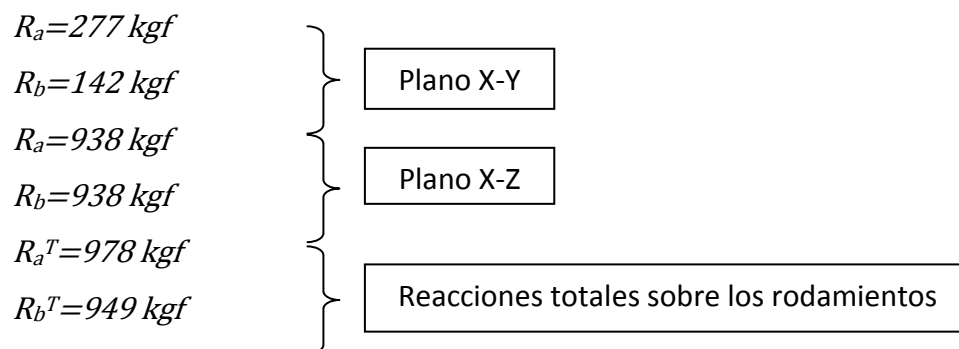 Ra=277 kgf
Rb=142 kgf
Plano X-Y
Ra=938 kgf
Rb=938 kgf
Plano X-Z
RaT=978 kgf
RbT=949 kgf
Reacciones totales sobre los rodamientos